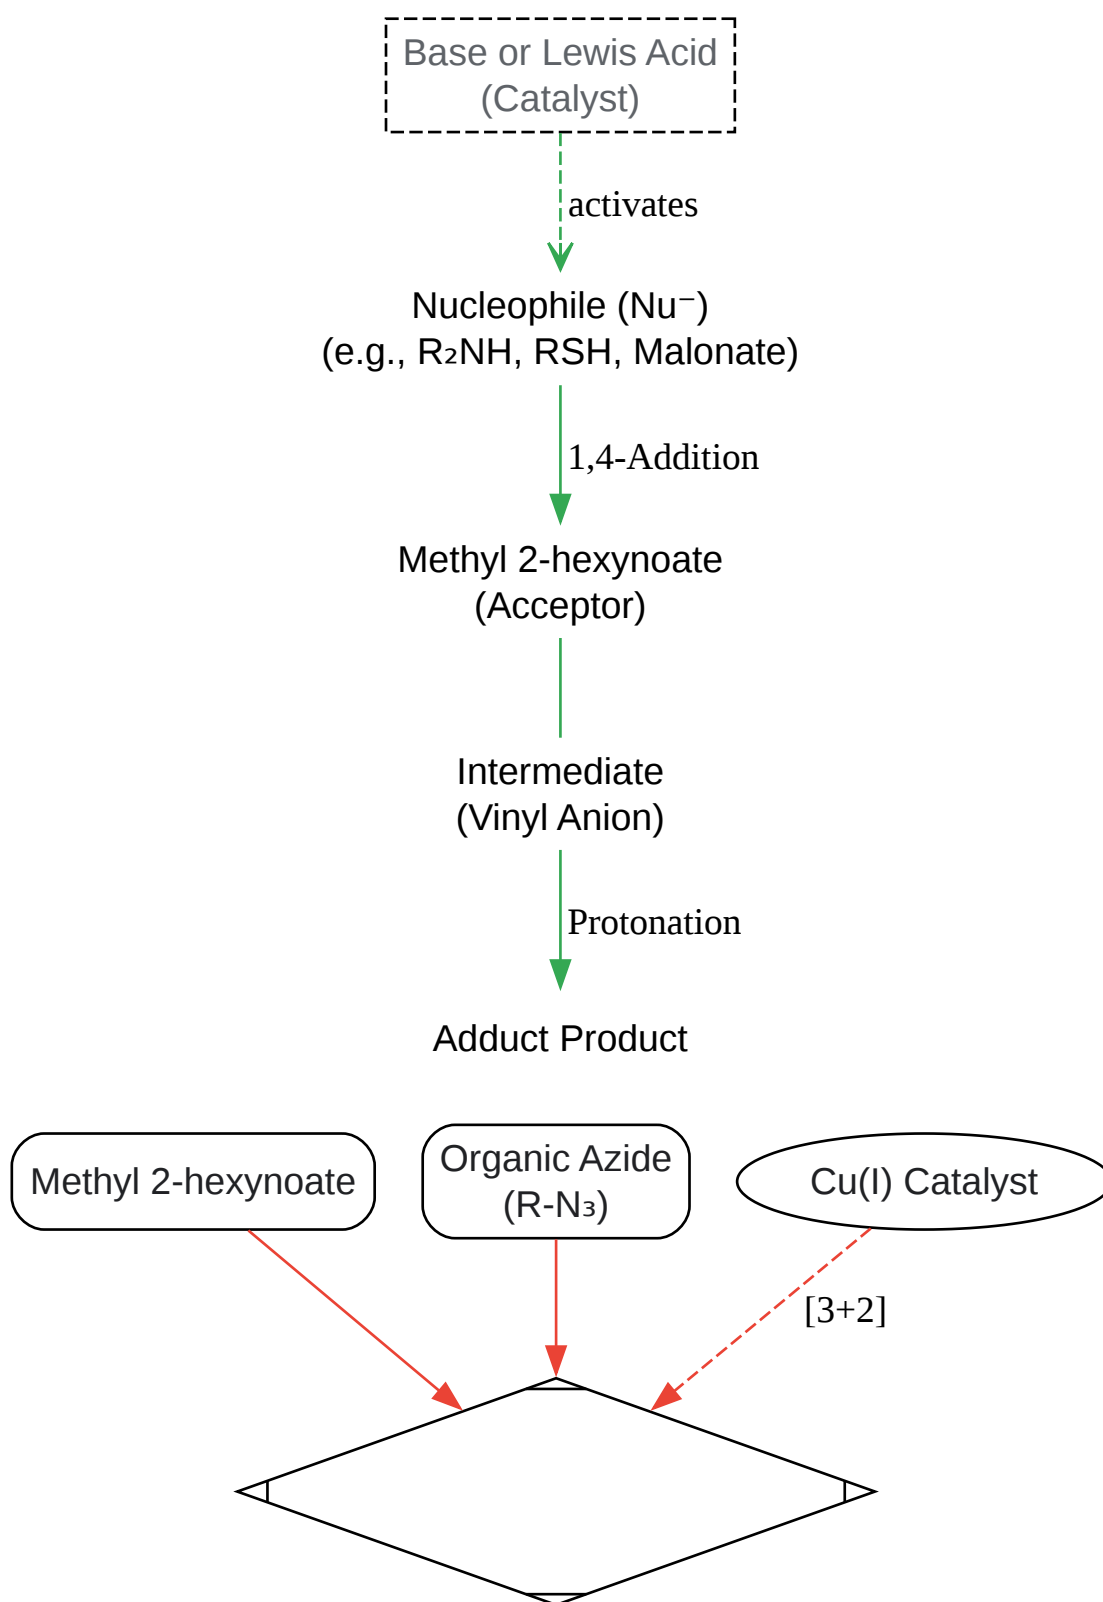 Base or Lewis Acid
(Catalyst)
activates
Nucleophile (Nu⁻)
(e.g., R₂NH, RSH, Malonate)
1,4-Addition
Methyl 2-hexynoate
(Acceptor)
Intermediate
(Vinyl Anion)
Protonation
Adduct Product
Methyl 2-hexynoate
Organic Azide
(R-N₃)
Cu(I) Catalyst
[3+2]